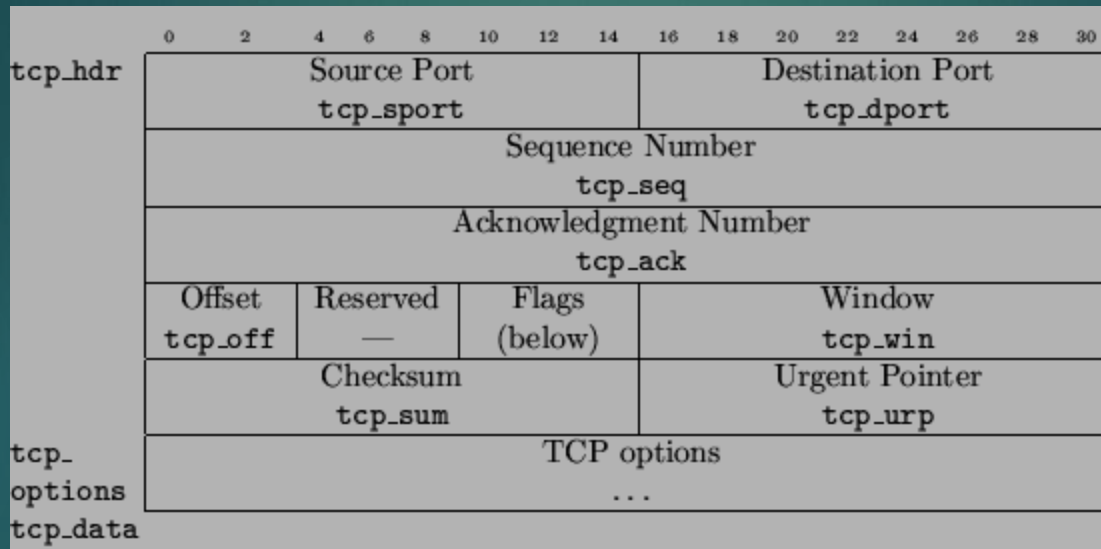 0 2 4 6 8 10 12 14 16 18 20 22 24 26 28 30
tcp_hdr Source Port Destination Port
tcp_sport tcp_dport
Sequence Number
tcp_seq
Acknowledgment Number
tcp_ack
Offset Reserved Flags Window
tcp_off — (below) tcp_win
Checksum Urgent Pointer
tcp_sum tcp_urp
tcp_ TCP options
options ...
tcp_data